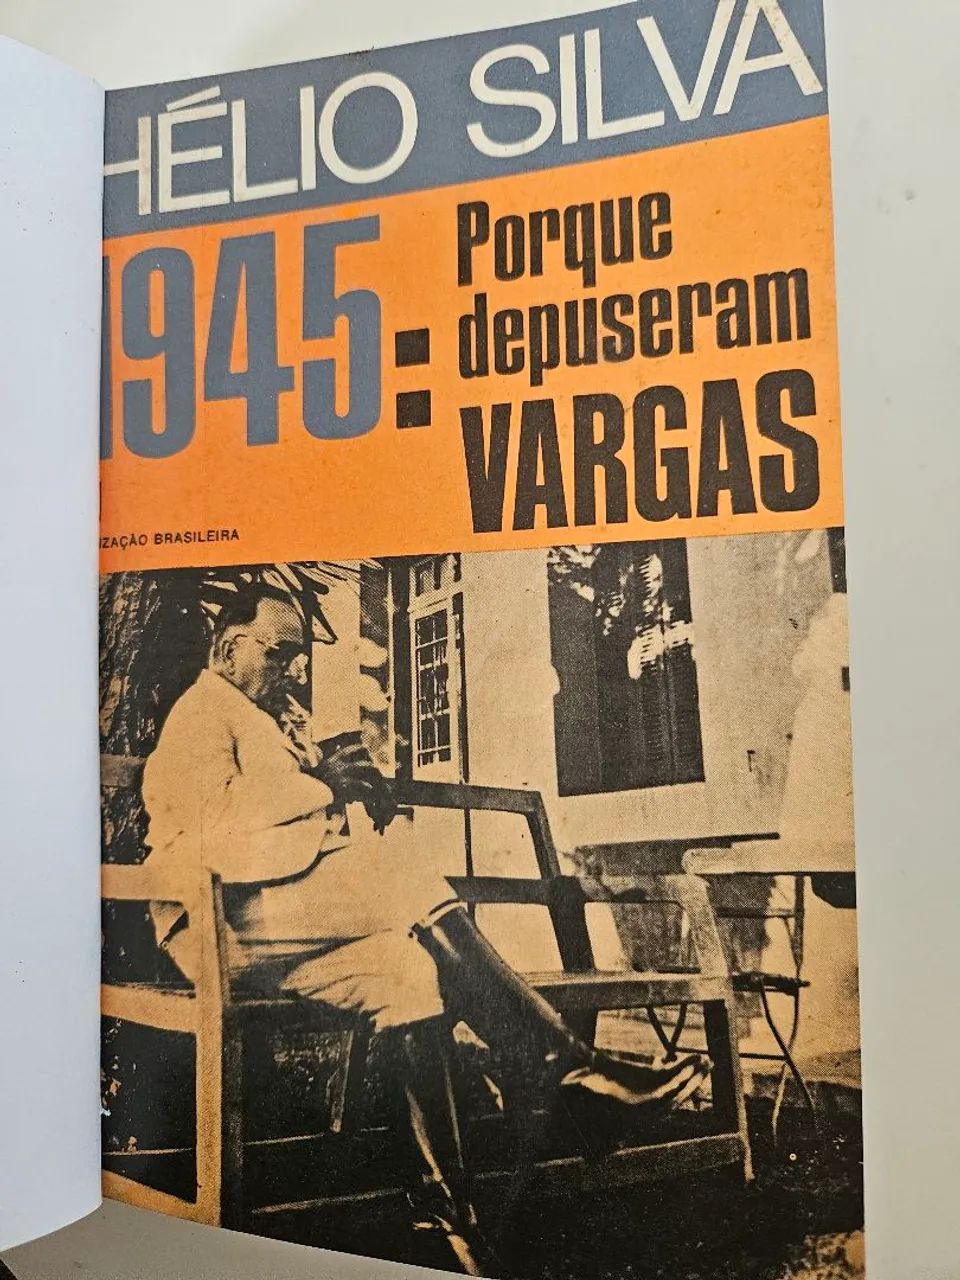 HÉLIO SILVA
1945:
Porque
depuseram
VARGAS
IZAÇÃO BRASILEIRA